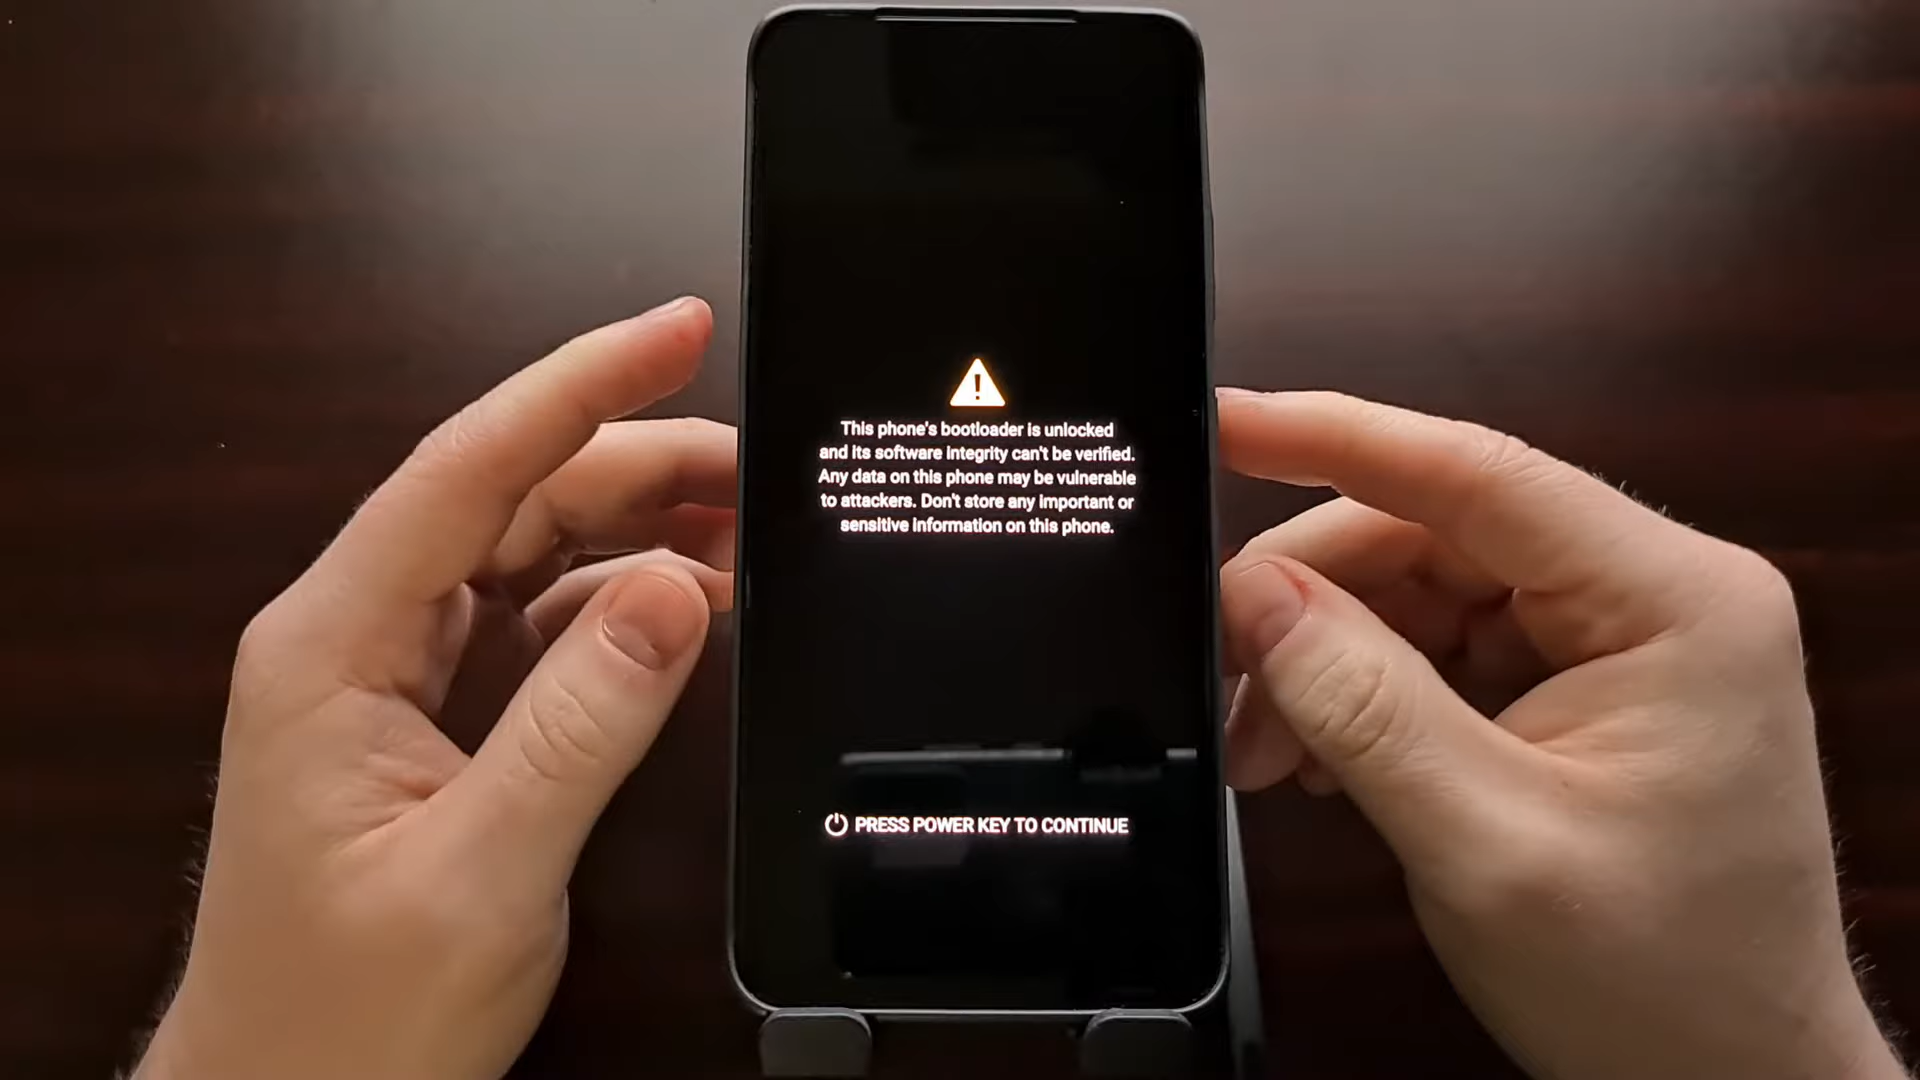 This phone's bootloader is unlocked
and its software integrity can't be verified.
Any data on this phone may be vulnerable
to attackers. Don't store any important or
sensitive information on this phone.
PRESS POWER KEY TO CONTINUE